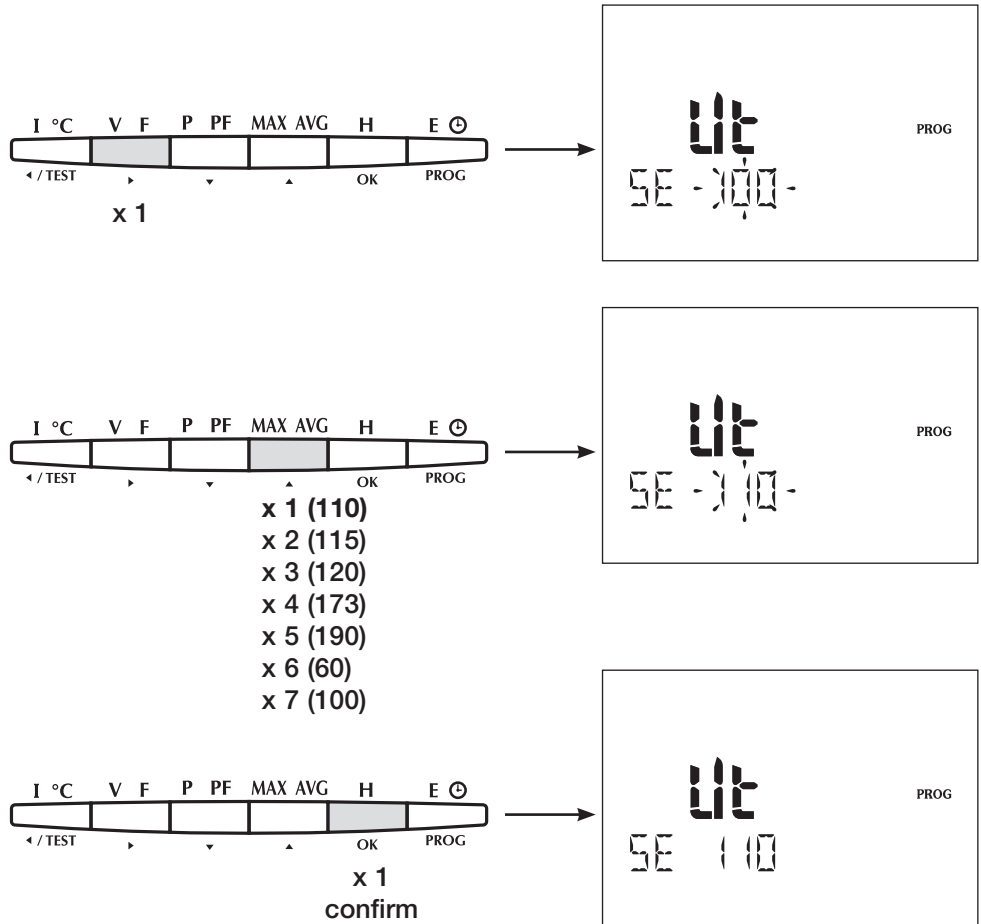 I °C V F P PF MAX AVG H E
/ TEST OK PROG
x 1
Ut PROG
SE 100
I °C V F P PF MAX AVG H E
/ TEST OK PROG
x 1 (110)
x 2 (115)
x 3 (120)
x 4 (173)
x 5 (190)
x 6 (60)
x 7 (100)
Ut PROG
SE 110
I °C V F P PF MAX AVG H E
/ TEST OK PROG
x 1
confirm
Ut PROG
SE 110